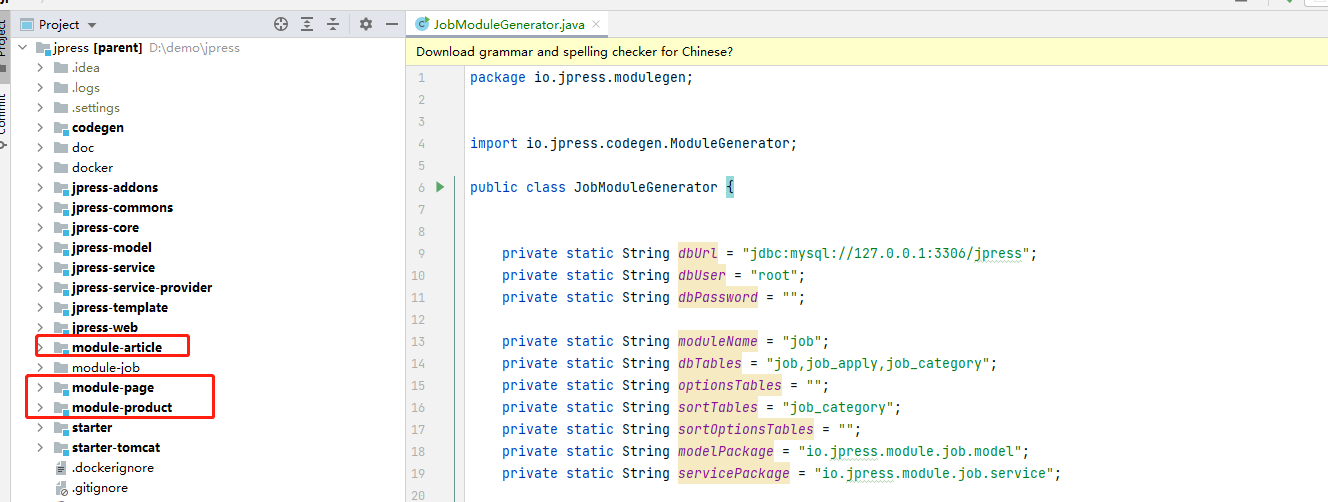 Project
JobModuleGenerator.java
Project
Commit
jpress [parent] D:\demo\jpress
.idea
.logs
.settings
codegen
doc
docker
jpress-addons
jpress-commons
jpress-core
jpress-model
jpress-service
jpress-service-provider
jpress-template
jpress-web
module-article
module-job
module-page
module-product
starter
starter-tomcat
.dockerignore
.gitignore
Download grammar and spelling checker for Chinese?
1 package io.jpress.modulegen;
2
3
4 import io.jpress.codegen.ModuleGenerator;
5
6 public class JobModuleGenerator {
7
8
9 private static String dbUrl = "jdbc:mysql://127.0.0.1:3306/jpress";
10 private static String dbUser = "root";
11 private static String dbPassword = "";
12
13 private static String moduleName = "job";
14 private static String dbTables = "job,job_apply,job_category";
15 private static String optionsTables = "";
16 private static String sortTables = "job_category";
17 private static String sortOptionsTables = "";
18 private static String modelPackage = "io.jpress.module.job.model";
19 private static String servicePackage = "io.jpress.module.job.service";
20